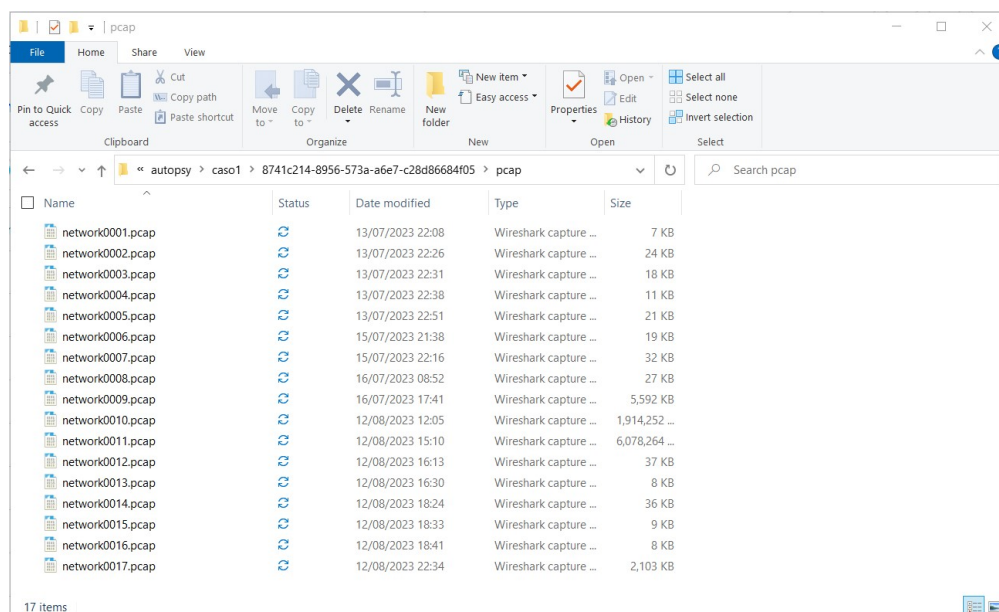 pcap
File Home Share View
Pin to Quick access
Copy
Paste
Cut
Copy path
Paste shortcut
Clipboard
Move to
Copy to
Delete
Rename
Organize
New folder
New item
Easy access
New
Properties
Open
Edit
History
Open
Select all
Select none
Invert selection
Select
« autopsy > caso1 > 8741c214-8956-573a-a6e7-c28d86684f05 > pcap
Search pcap
Name Status Date modified Type Size
network0001.pcap 13/07/2023 22:08 Wireshark capture ... 7 KB
network0002.pcap 13/07/2023 22:26 Wireshark capture ... 24 KB
network0003.pcap 13/07/2023 22:31 Wireshark capture ... 18 KB
network0004.pcap 13/07/2023 22:38 Wireshark capture ... 11 KB
network0005.pcap 13/07/2023 22:51 Wireshark capture ... 21 KB
network0006.pcap 15/07/2023 21:38 Wireshark capture ... 19 KB
network0007.pcap 15/07/2023 22:16 Wireshark capture ... 32 KB
network0008.pcap 16/07/2023 08:52 Wireshark capture ... 27 KB
network0009.pcap 16/07/2023 17:41 Wireshark capture ... 5,592 KB
network0010.pcap 12/08/2023 12:05 Wireshark capture ... 1,914,252 ...
network0011.pcap 12/08/2023 15:10 Wireshark capture ... 6,078,264 ...
network0012.pcap 12/08/2023 16:13 Wireshark capture ... 37 KB
network0013.pcap 12/08/2023 16:30 Wireshark capture ... 8 KB
network0014.pcap 12/08/2023 18:24 Wireshark capture ... 36 KB
network0015.pcap 12/08/2023 18:33 Wireshark capture ... 9 KB
network0016.pcap 12/08/2023 18:41 Wireshark capture ... 8 KB
network0017.pcap 12/08/2023 22:34 Wireshark capture ... 2,103 KB
17 items